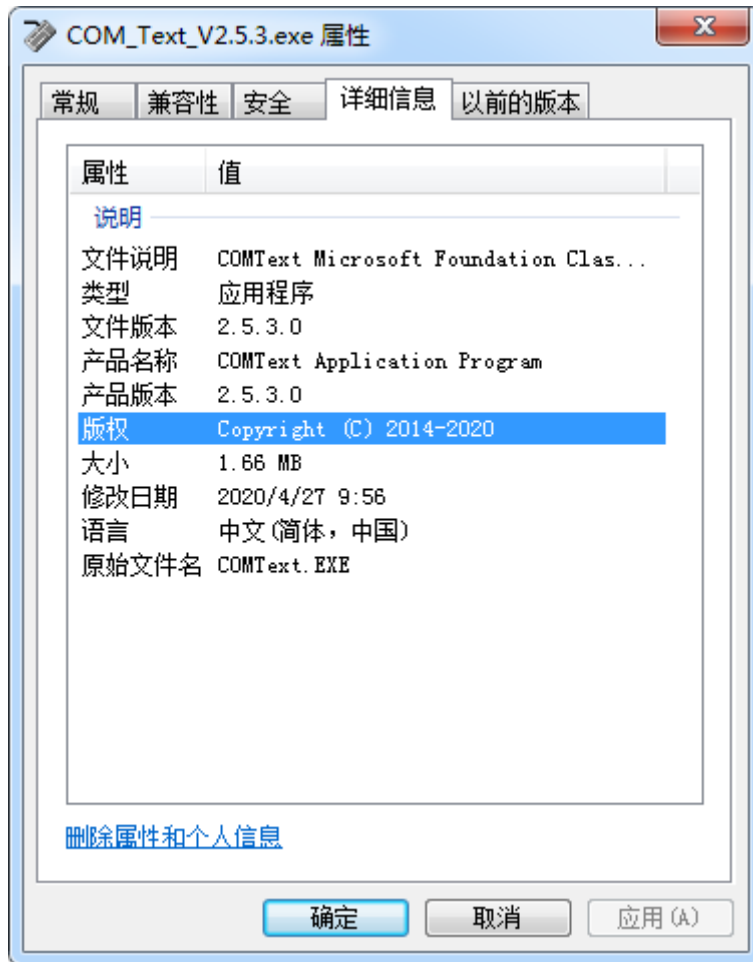 COM_Text_V2.5.3.exe 属性
常规 兼容性 安全 详细信息 以前的版本
属性 值
说明
文件说明 COMText Microsoft Foundation Clas...
类型 应用程序
文件版本 2.5.3.0
产品名称 COMText Application Program
产品版本 2.5.3.0
版权 Copyright (C) 2014-2020
大小 1.66 MB
修改日期 2020/4/27 9:56
语言 中文(简体，中国)
原始文件名 COMText.EXE
删除属性和个人信息
确定 取消 应用(A)